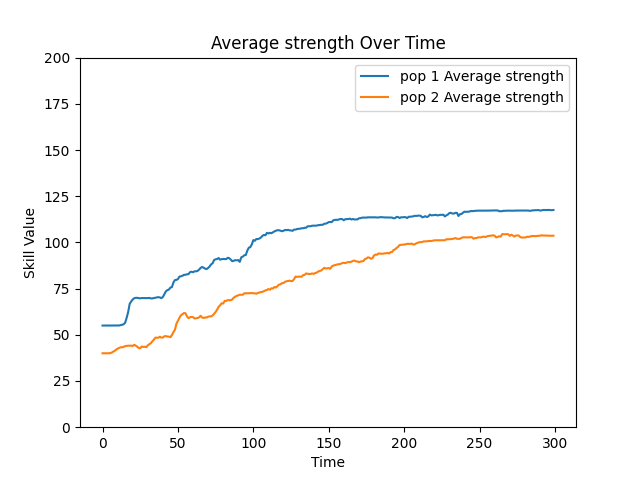 Average strength Over Time
pop 1 Average strength
pop 2 Average strength
Skill Value
200
175
150
125
100
75
50
25
0
0 50 100 150 200 250 300
Time